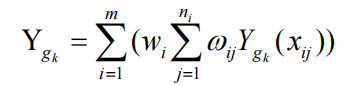 $Y_{g_k} = \sum_{i=1}^{m} (w_i \sum_{j=1}^{n_i} \omega_{ij} Y_{g_k} (x_{ij}))$